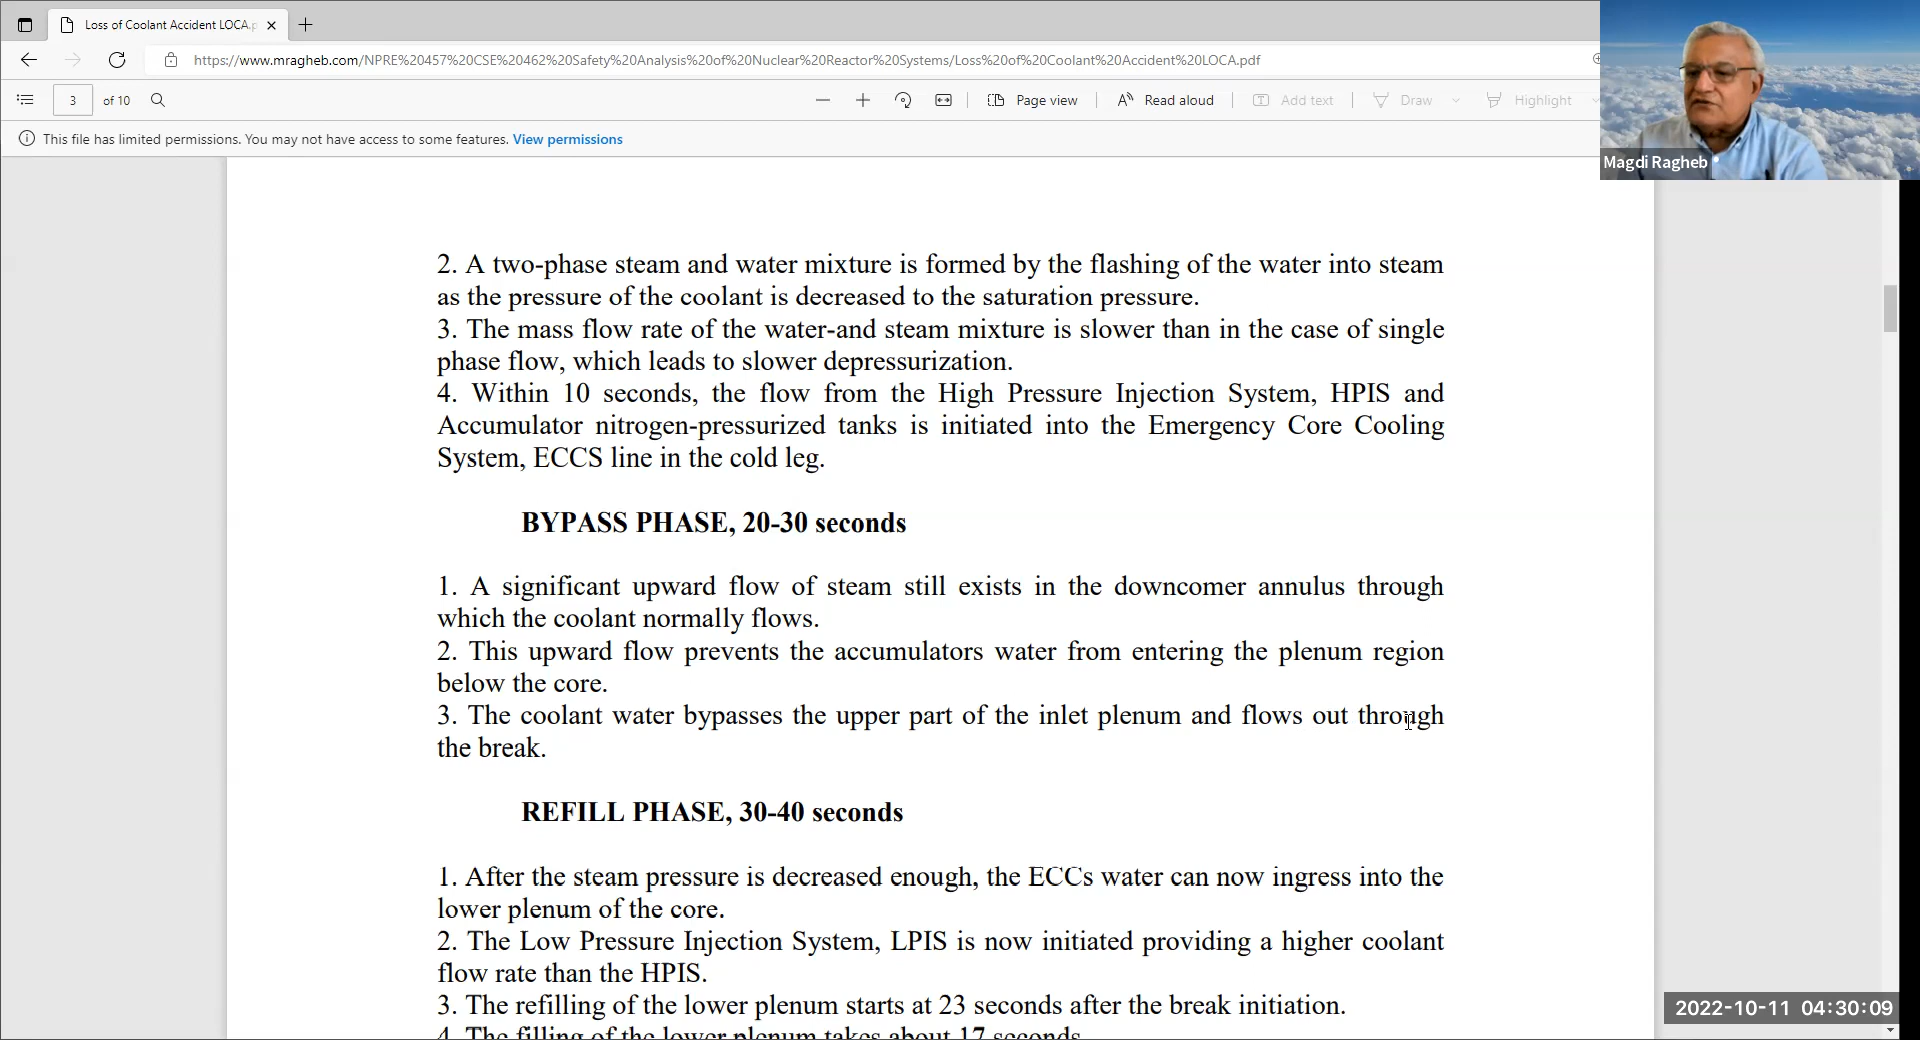 Loss of Coolant Accident LOCA.p
https://www.mragheb.com/NPRE%20457%20CSE%20462%20Safety%20Analysis%20of%20Nuclear%20Reactor%20Systems/Loss%20of%20Coolant%20Accident%20LOCA.pdf
3 of 10 Page view Read aloud Add text Draw Highlight
This file has limited permissions. You may not have access to some features. View permissions
Magdi Ragheb
2. A two-phase steam and water mixture is formed by the flashing of the water into steam
as the pressure of the coolant is decreased to the saturation pressure.
3. The mass flow rate of the water-and steam mixture is slower than in the case of single
phase flow, which leads to slower depressurization.
4. Within 10 seconds, the flow from the High Pressure Injection System, HPIS and
Accumulator nitrogen-pressurized tanks is initiated into the Emergency Core Cooling
System, ECCS line in the cold leg.
BYPASS PHASE, 20-30 seconds
1. A significant upward flow of steam still exists in the downcomer annulus through
which the coolant normally flows.
2. This upward flow prevents the accumulators water from entering the plenum region
below the core.
3. The coolant water bypasses the upper part of the inlet plenum and flows out through
the break.
REFILL PHASE, 30-40 seconds
1. After the steam pressure is decreased enough, the ECCs water can now ingress into the
lower plenum of the core.
2. The Low Pressure Injection System, LPIS is now initiated providing a higher coolant
flow rate than the HPIS.
3. The refilling of the lower plenum starts at 23 seconds after the break initiation.
4. The filling of the lower plenum takes about 17 seconds.
2022-10-11 04:30:09